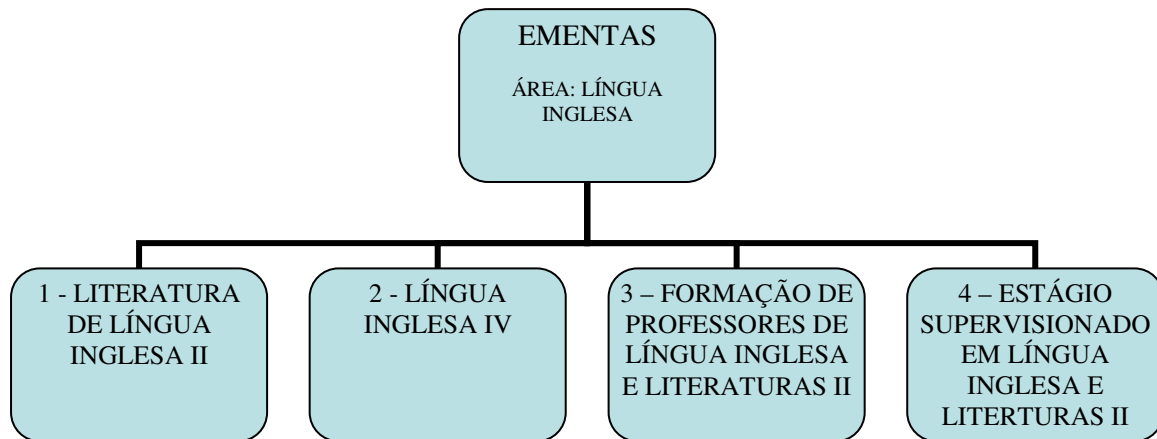 EMENTAS
ÁREA: LÍNGUA
INGLESA
1 - LITERATURA
DE LÍNGUA
INGLESA II
2 - LÍNGUA
INGLESA IV
3 – FORMAÇÃO DE
PROFESSORES DE
LÍNGUA INGLESA
E LITERATURAS II
4 – ESTÁGIO
SUPERVISIONADO
EM LÍNGUA
INGLESA E
LITERTURAS II